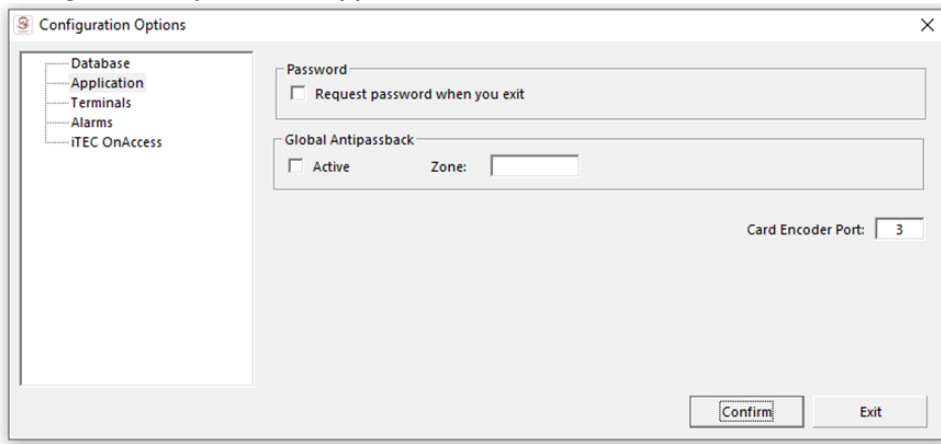 Configuration Options
Database
Application
Terminals
Alarms
iTEC OnAccess
Password
Request password when you exit
Global Antipassback
Active Zone:
Card Encoder Port: 3
Confirm Exit